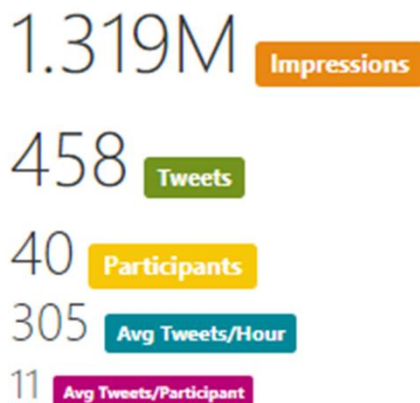 1.319M Impressions
458 Tweets
40 Participants
305 Avg Tweets/Hour
11 Avg Tweets/Participant